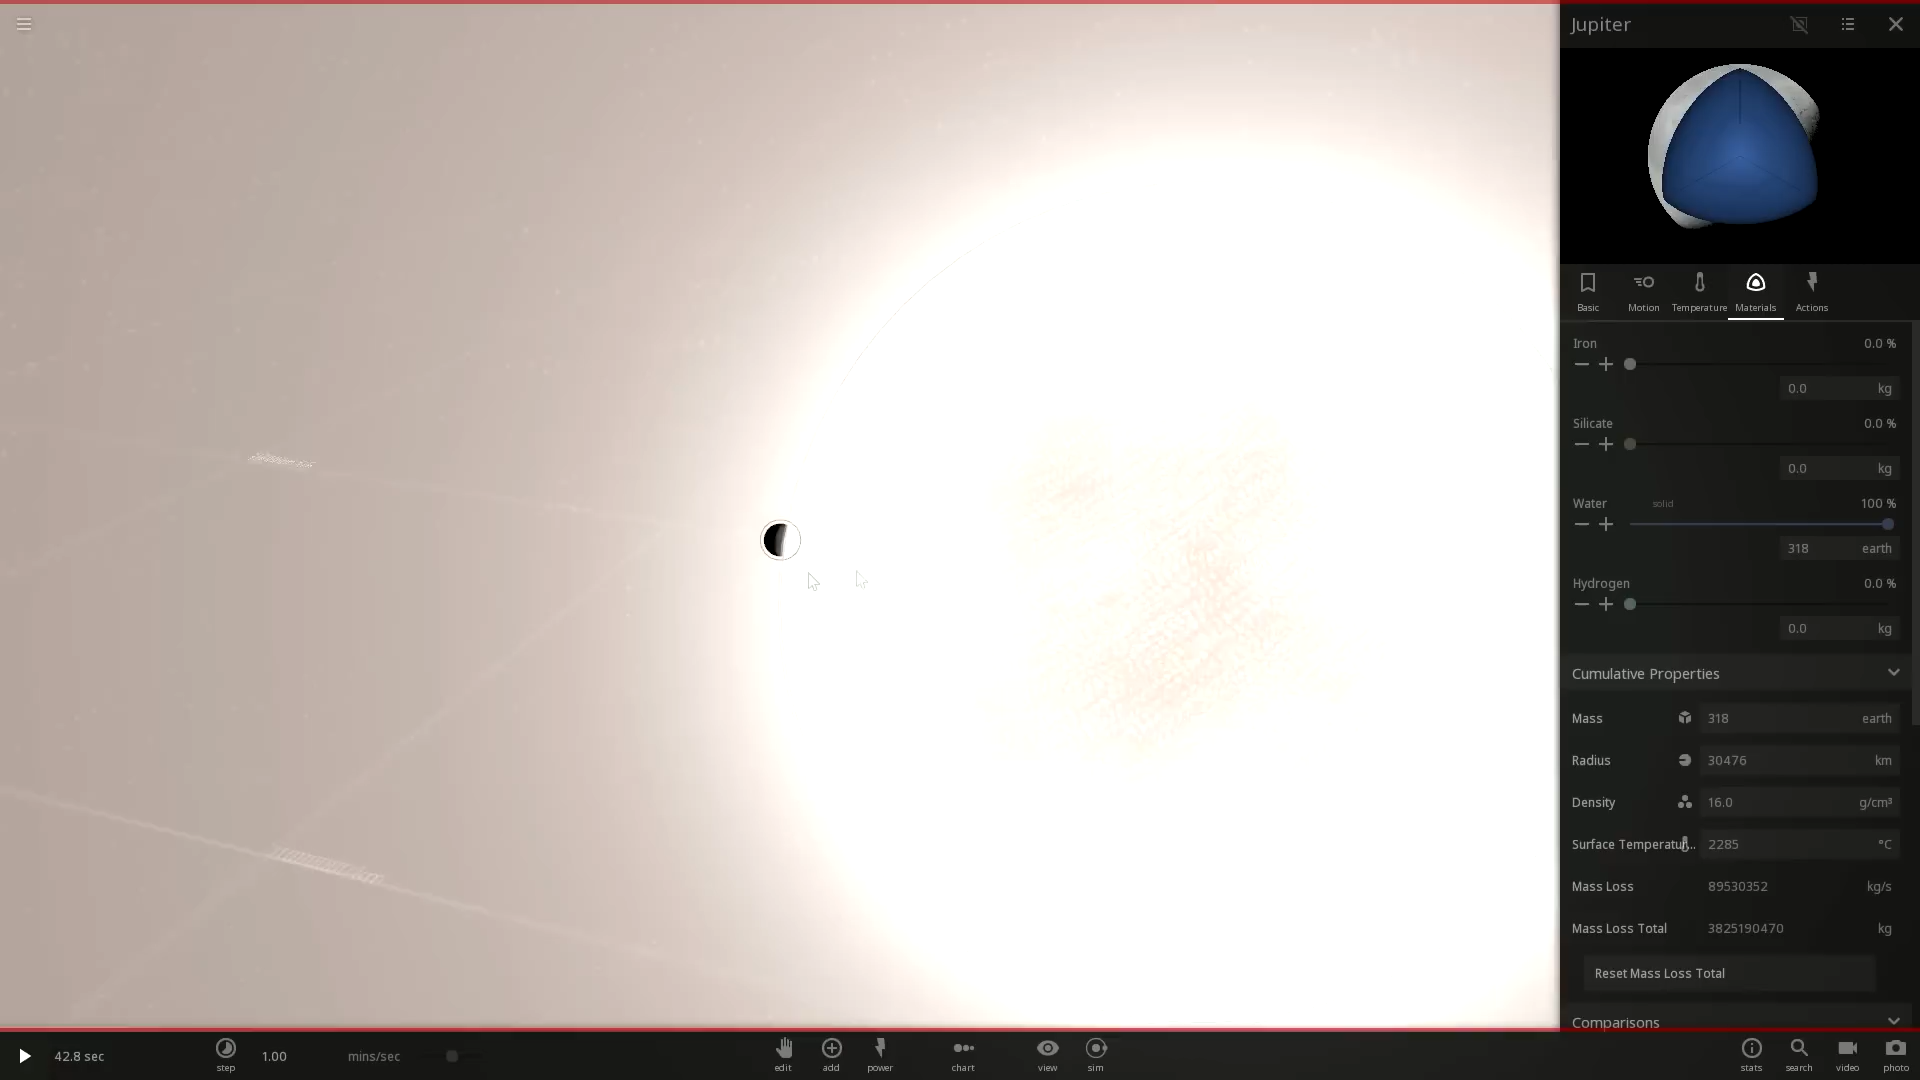 Jupiter
Basic Motion Temperature Materials Actions
Iron 0.0 %
0.0 kg
Silicate 0.0 %
0.0 kg
Water solid 100 %
318 earth
Hydrogen 0.0 %
0.0 kg
Cumulative Properties
Mass 318 earth
Radius 30476 km
Density 16.0 g/cm³
Surface Temperatur... 2285 °C
Mass Loss 89530352 kg/s
Mass Loss Total 3825190470 kg
Reset Mass Loss Total
Comparisons
42.8 sec step 1.00 mins/sec edit add power chart view sim stats search video photo